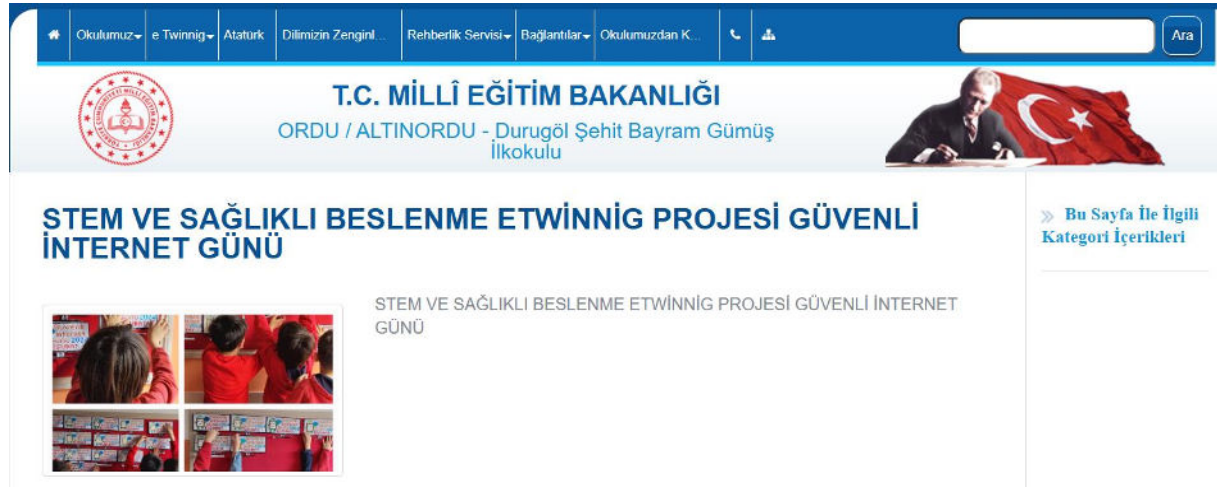 Okulumuz e Twinnig Atatürk Dilimizin Zenginl... Rehberlik Servisi Bağlantılar Okulumuzdan K... Ara
T.C. MİLLÎ EĞİTİM BAKANLIĞI
ORDU / ALTINORDU - Durugöl Şehit Bayram Gümüş
İlkokulu
STEM VE SAĞLIKLI BESLENME ETWİNNİG PROJESİ GÜVENLİ
İNTERNET GÜNÜ
» Bu Sayfa İle İlgili
Kategori İçerikleri
STEM VE SAĞLIKLI BESLENME ETWİNNİG PROJESİ GÜVENLİ İNTERNET
GÜNÜ